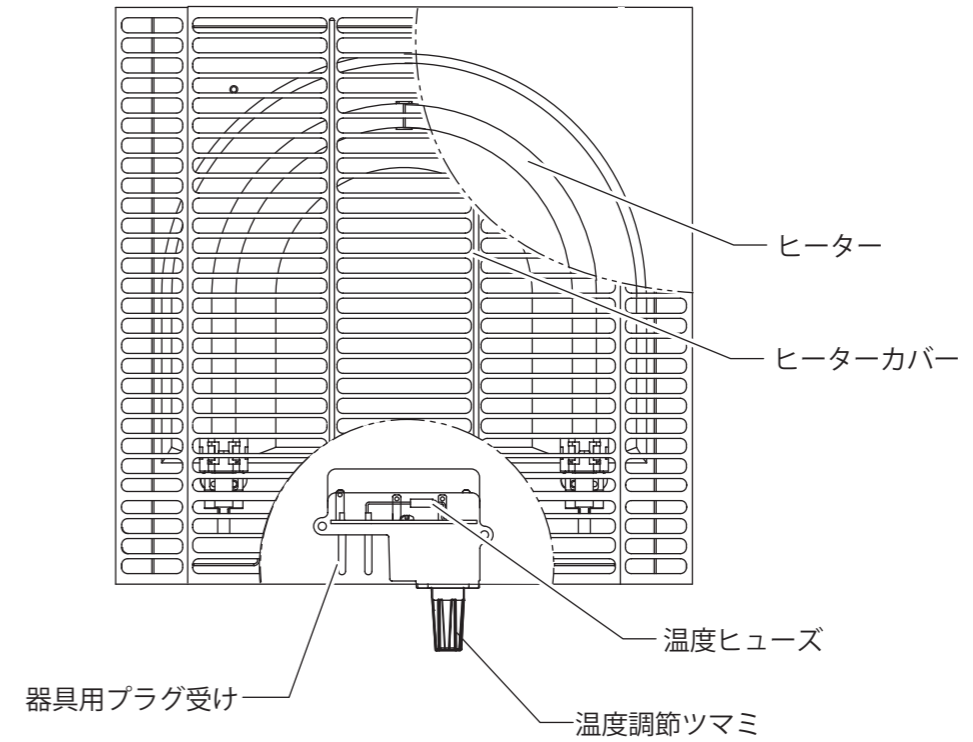 ヒーター
ヒーターカバー
温度ヒューズ
器具用プラグ受け
温度調節ツマミ